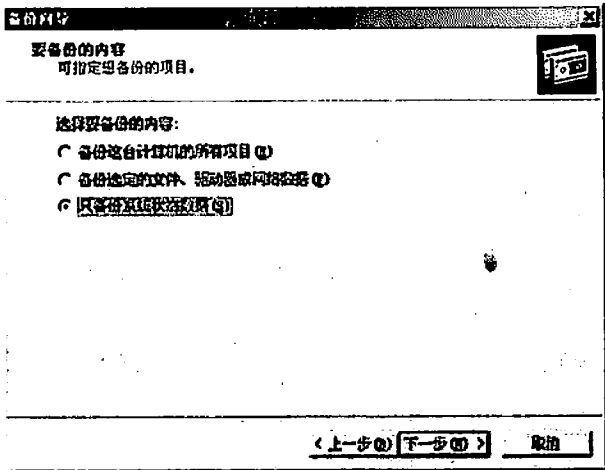 备份向导
要备份的内容
可指定想备份的项目。
选择要备份的内容:
备份这台计算机的所有项目(B)
备份选定的文件、驱动器或网络数据(F)
只备份系统状态数据(S)
< 上一步(B) 下一步(N) > 取消